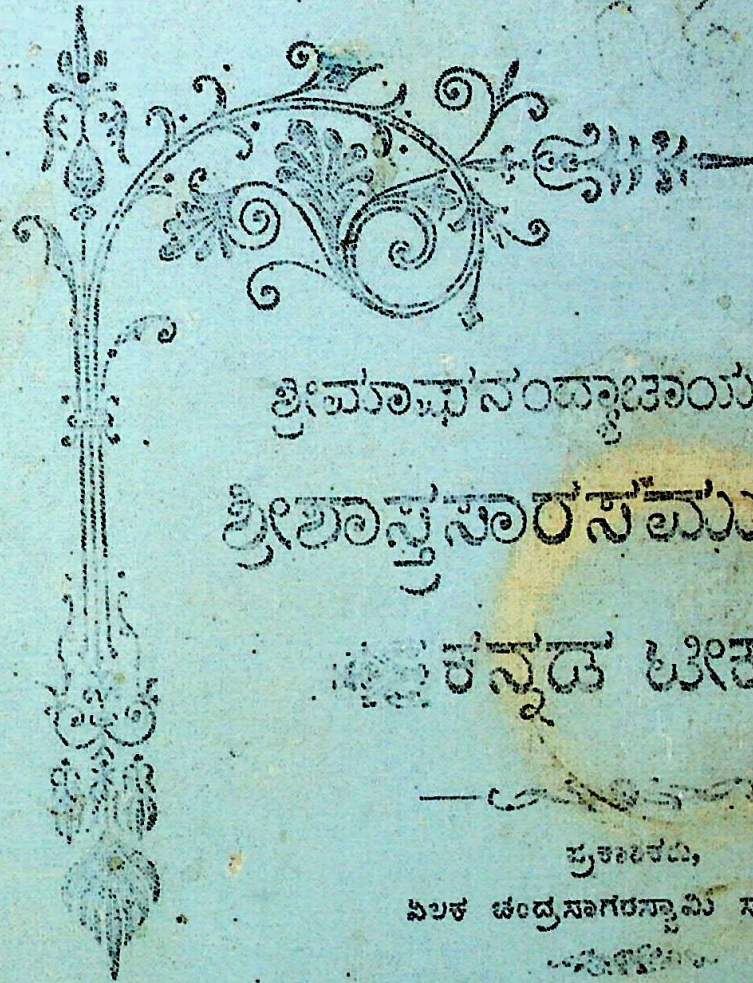 ಶ್ರೀಮಾಘನಂದ್ಯಾಚಾರ್ಯ
ಶ್ರೀಶಾಸ್ತ್ರಸಾರಸಮು
ಕನ್ನಡ ಟೀಕ
ಪ್ರಕಾಶಕರು,
ಏಲಕ ಚಂದ್ರಸಾಗರಸ್ವಾಮಿ